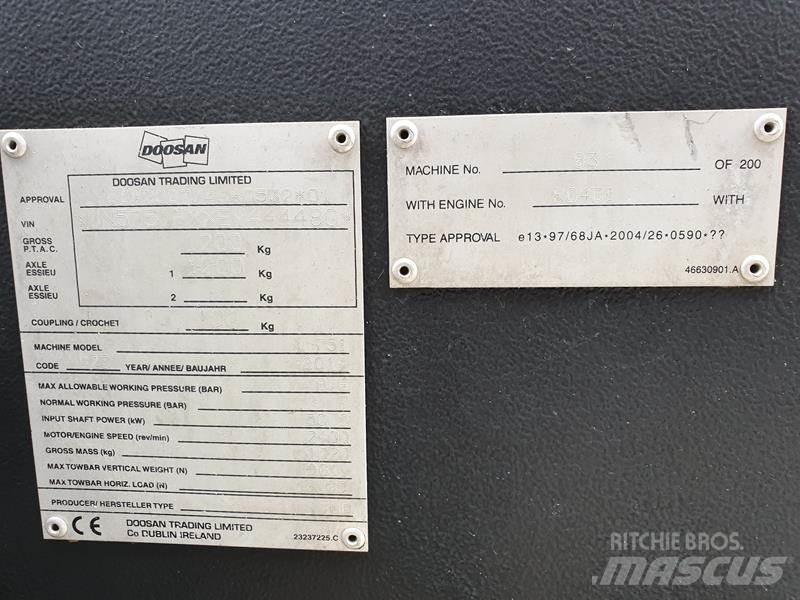 DOOSAN
DOOSAN TRADING LIMITED
APPROVAL
VIN
GROSS P.T.A.C. Kg
AXLE ESSIEU 1 Kg
AXLE ESSIEU 2 Kg
COUPLING / CROCHET Kg
MACHINE MODEL
CODE YEAR/ ANNEE/ BAUJAHR
MAX ALLOWABLE WORKING PRESSURE (BAR)
NORMAL WORKING PRESSURE (BAR)
INPUT SHAFT POWER (kW)
MOTOR/ENGINE SPEED (rev/min)
GROSS MASS (kg)
MAX TOWBAR VERTICAL WEIGHT (N)
MAX TOWBAR HORIZ. LOAD (N)
PRODUCER/ HERSTELLER TYPE
CE DOOSAN TRADING LIMITED
Co DUBLIN IRELAND 23237225.C
MACHINE No. 83 OF 200
WITH ENGINE No. WITH
TYPE APPROVAL e13•97/68JA•2004/26•0590•??
46630901.A
RITCHIE BROS.
MASCUS